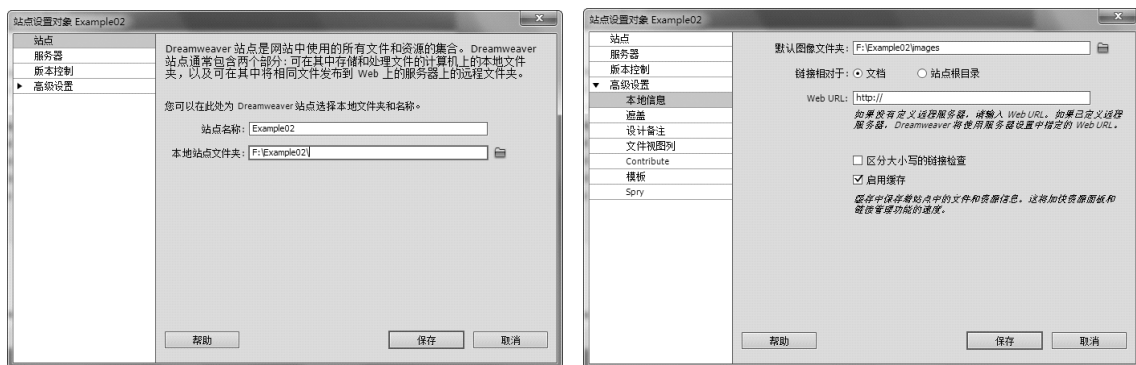 站点设置对象 Example02
站点
服务器
版本控制
高级设置
Dreamweaver 站点是网站中使用的所有文件和资源的集合。Dreamweaver
站点通常包含两个部分:可在其中存储和处理文件的计算机上的本地文件
夹,以及可在其中将相同文件发布到 Web 上的服务器上的远程文件夹。
您可以在此处为 Dreamweaver 站点选择本地文件夹和名称。
站点名称: Example02
本地站点文件夹: F:\Example02\
帮助 保存 取消
站点设置对象 Example02
站点
服务器
版本控制
高级设置
本地信息
遮盖
设计备注
文件视图列
Contribute
模板
Spry
默认图像文件夹: F:\Example02\images
链接相对于: 文档 站点根目录
Web URL: http://
如果没有定义远程服务器,请输入 Web URL。如果已定义远程
服务器,Dreamweaver 将使用服务器设置中指定的 Web URL。
区分大小写的链接检查
启用缓存
缓存中保存着站点中的文件和资源信息。这将加快资源面板和
链接管理功能的速度。
帮助 保存 取消